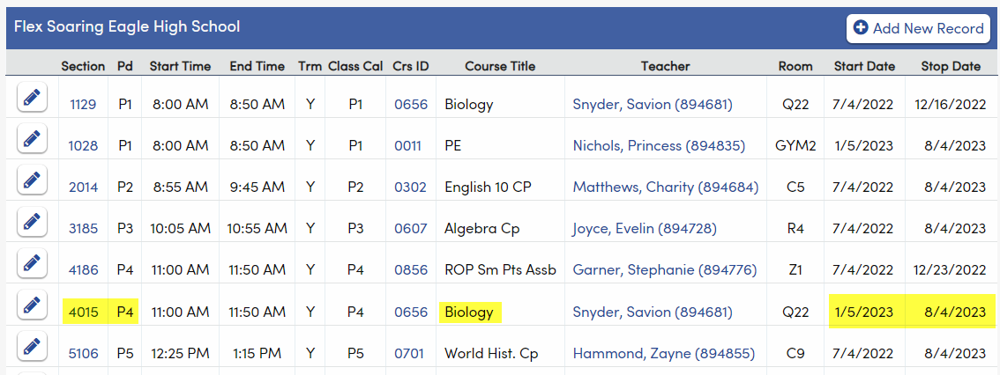 Flex Soaring Eagle High School
Add New Record
Section Pd Start Time End Time Trm Class Cal Crs ID Course Title Teacher Room Start Date Stop Date
1129 P1 8:00 AM 8:50 AM Y P1 0656 Biology Snyder, Savion (894681) Q22 7/4/2022 12/16/2022
1028 P1 8:00 AM 8:50 AM Y P1 0011 PE Nichols, Princess (894835) GYM2 1/5/2023 8/4/2023
2014 P2 8:55 AM 9:45 AM Y P2 0302 English 10 CP Matthews, Charity (894684) C5 7/4/2022 8/4/2023
3185 P3 10:05 AM 10:55 AM Y P3 0607 Algebra Cp Joyce, Evelin (894728) R4 7/4/2022 8/4/2023
4186 P4 11:00 AM 11:50 AM Y P4 0856 ROP Sm Pts Assb Garner, Stephanie (894776) Z1 7/4/2022 12/23/2022
4015 P4 11:00 AM 11:50 AM Y P4 0656 Biology Snyder, Savion (894681) Q22 1/5/2023 8/4/2023
5106 P5 12:25 PM 1:15 PM Y P5 0701 World Hist. Cp Hammond, Zayne (894855) C9 7/4/2022 8/4/2023